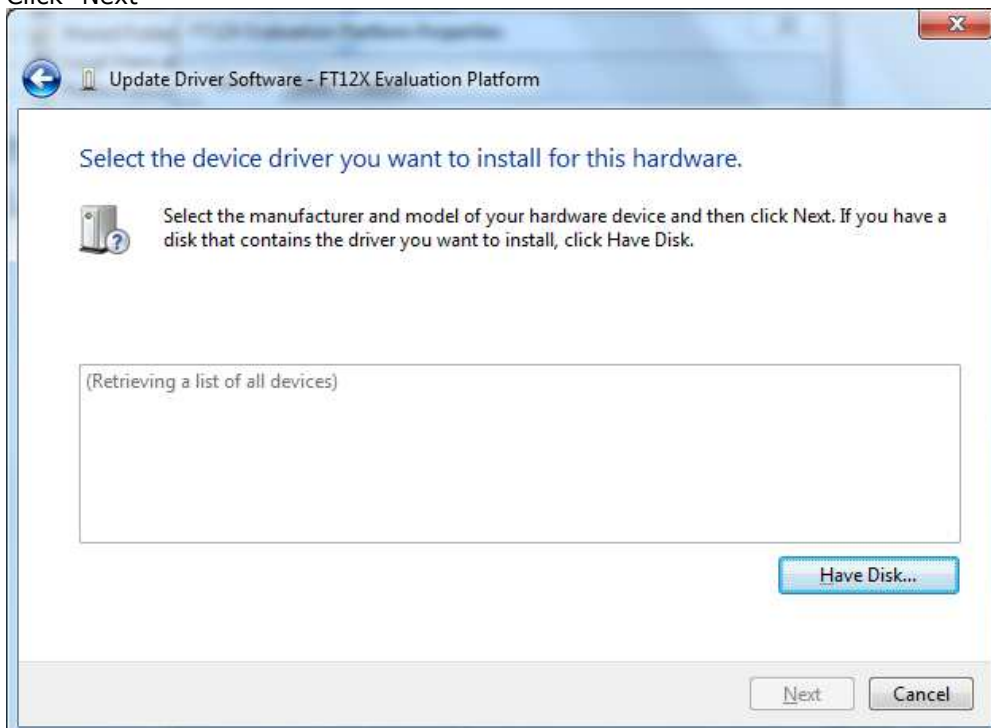 Click "Next"
Update Driver Software - FT12X Evaluation Platform
Select the device driver you want to install for this hardware.
Select the manufacturer and model of your hardware device and then click Next. If you have a
disk that contains the driver you want to install, click Have Disk.
(Retrieving a list of all devices)
Have Disk...
Next Cancel